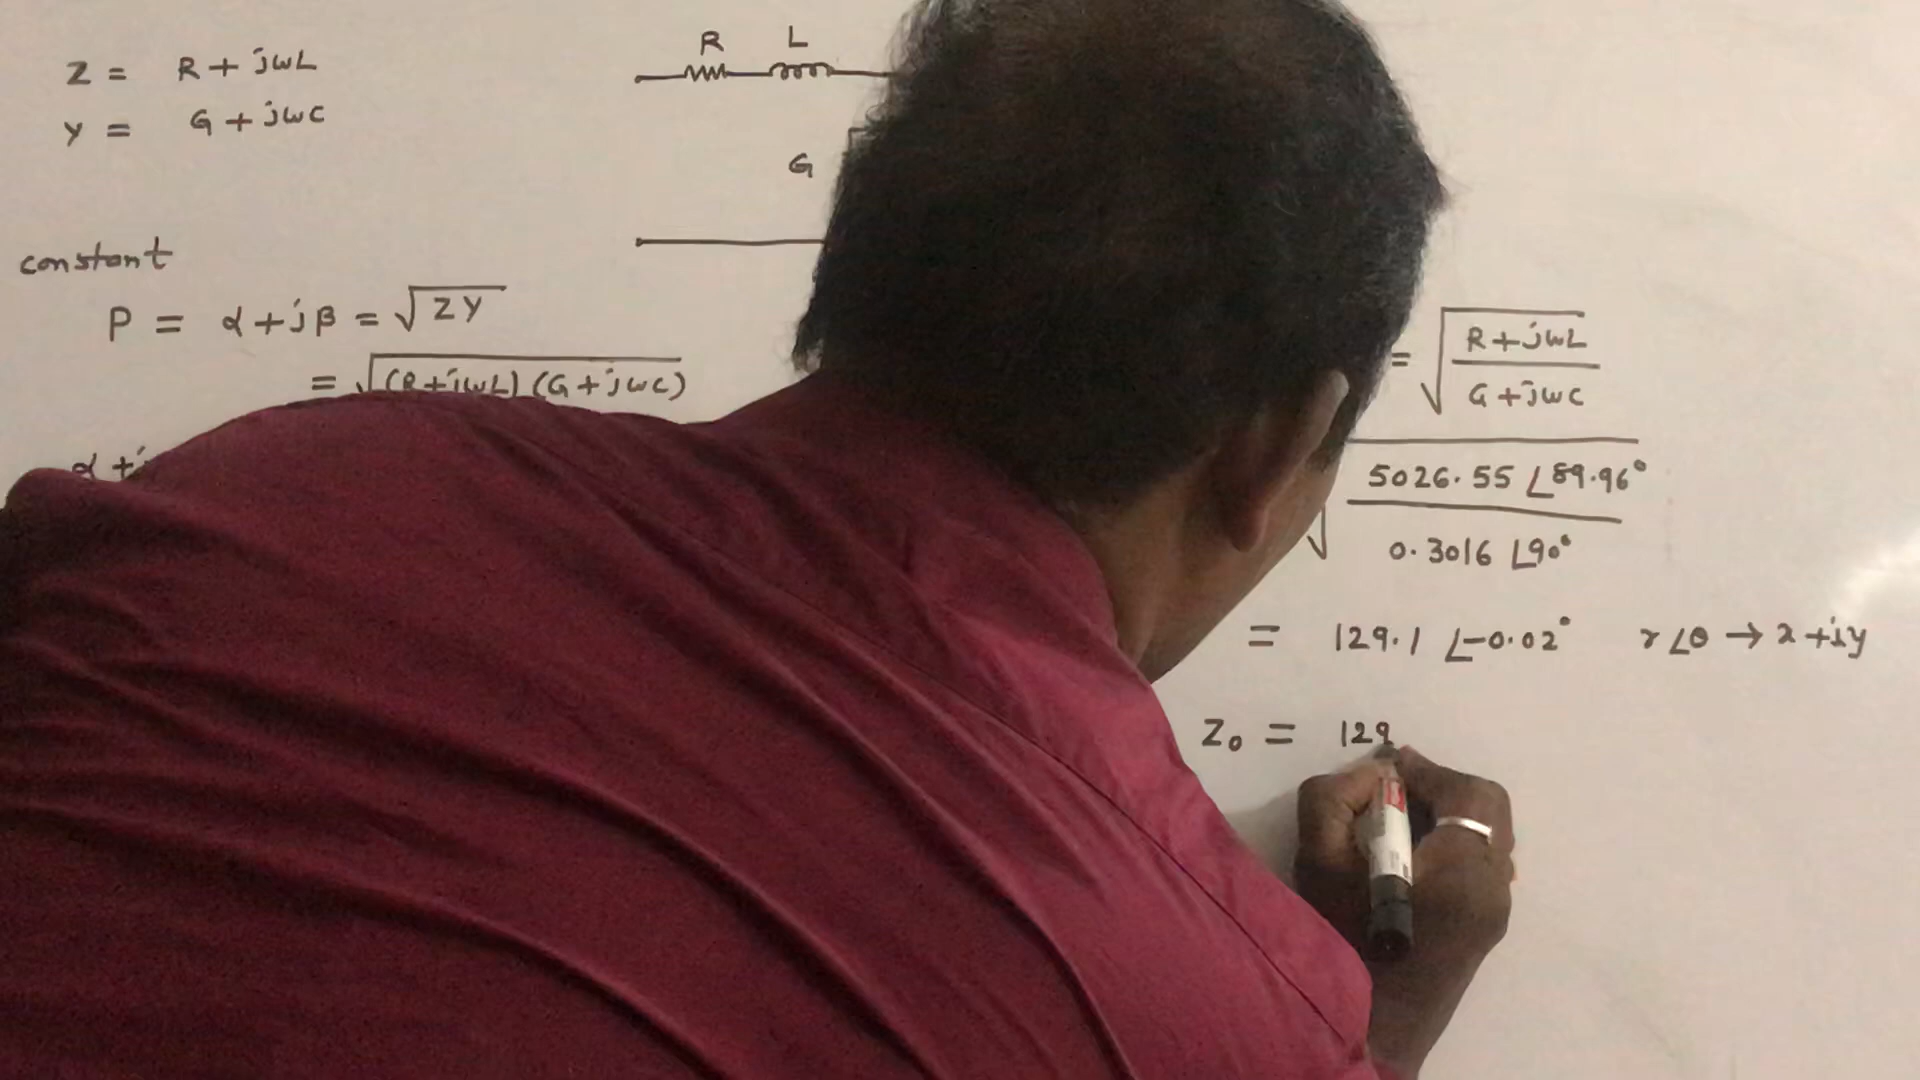 Z = R + jωL
Y = G + jωC
R L
G
constant
P = α + jβ = √ZY
= √(R+jωL) (G+jωC)
α +j
= √R+jωL / G+jωC
√5026.55 ∠89.96° / 0.3016 ∠90°
= 129.1 ∠-0.02° r∠θ → x+iy
Z₀ = 129